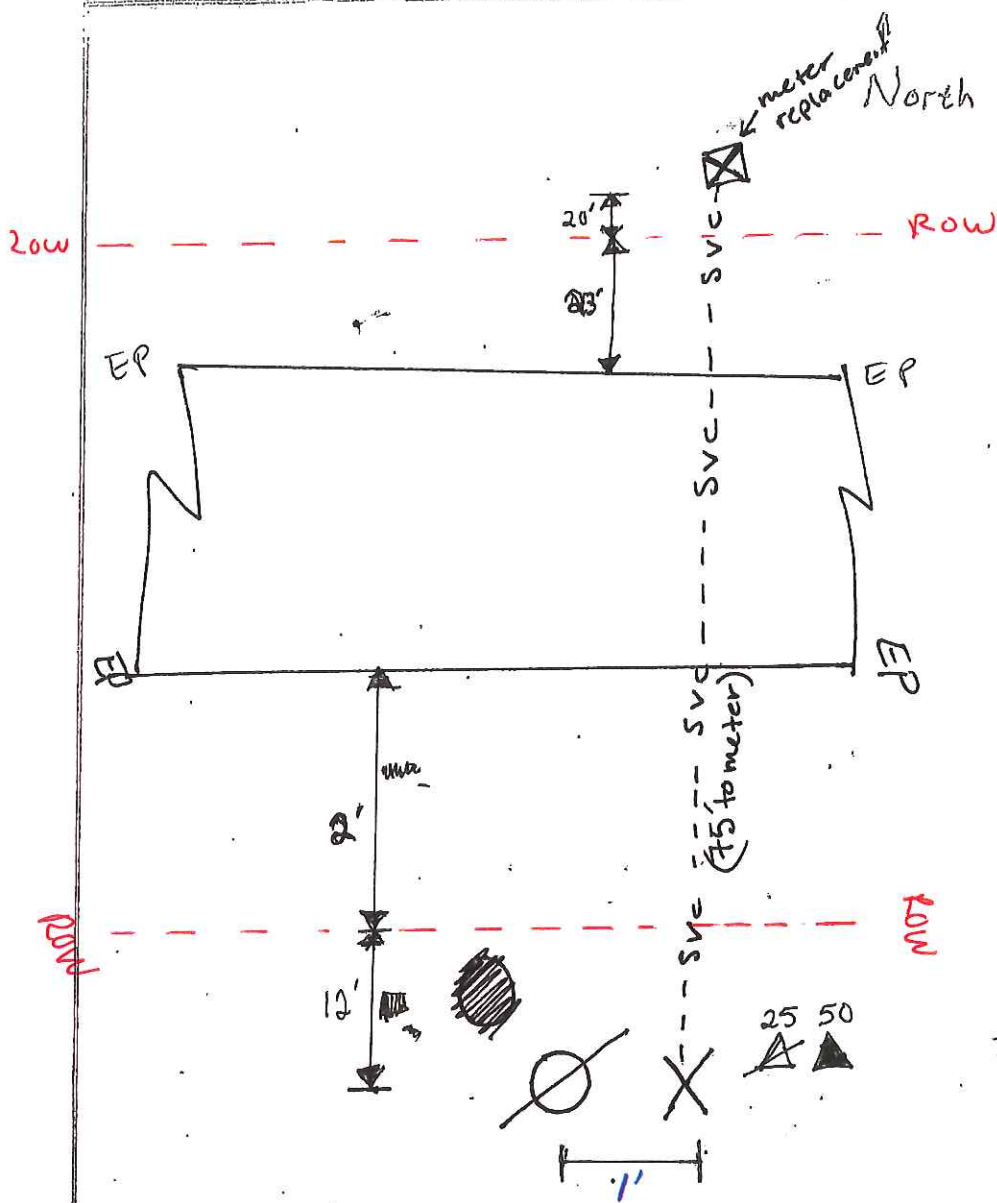 meter
replacement
North
20'
ROW
ROW
EP
EP
SVC
SVC
EP
EP
SVC
(75' to meter)
2'
ROW
ROW
SVC
12'
25 50
1'